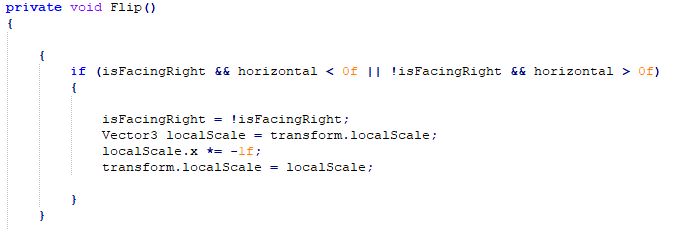 private void Flip()
{
{
if (isFacingRight && horizontal < 0f || !isFacingRight && horizontal > 0f)
{
isFacingRight = !isFacingRight;
Vector3 localScale = transform.localScale;
localScale.x *= -1f;
transform.localScale = localScale;
}
}